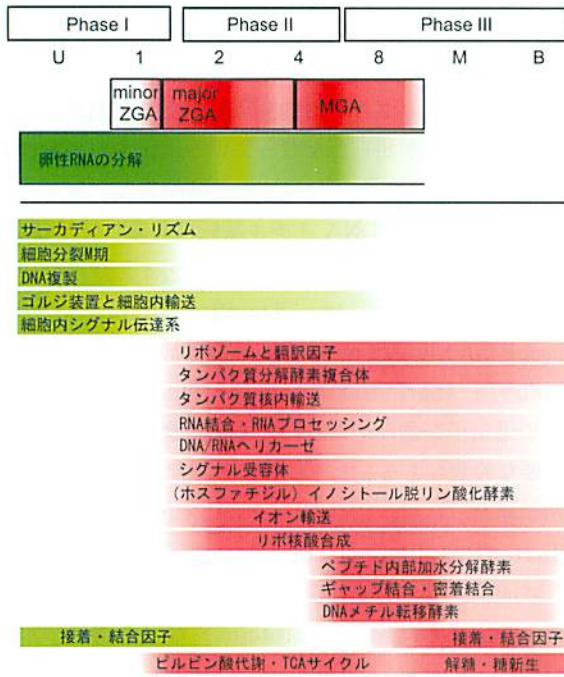 Phase I Phase II Phase III
U 1 2 4 8 M B
minor ZGA major ZGA MGA
卵性RNAの分解
サーカディアン・リズム
細胞分裂M期
DNA複製
ゴルジ装置と細胞内輸送
細胞内シグナル伝達系
リボゾームと翻訳因子
タンパク質分解酵素複合体
タンパク質核内輸送
RNA結合・RNAプロセッシング
DNA/RNAヘリカーゼ
シグナル受容体
(ホスファチジル) イノシトール脱リン酸化酵素
イオン輸送
リボ核酸合成
ペプチド内部加水分解酵素
ギャップ結合・密着結合
DNAメチル転移酵素
接着・結合因子 接着・結合因子
ピルビン酸代謝・TCAサイクル 解糖・糖新生